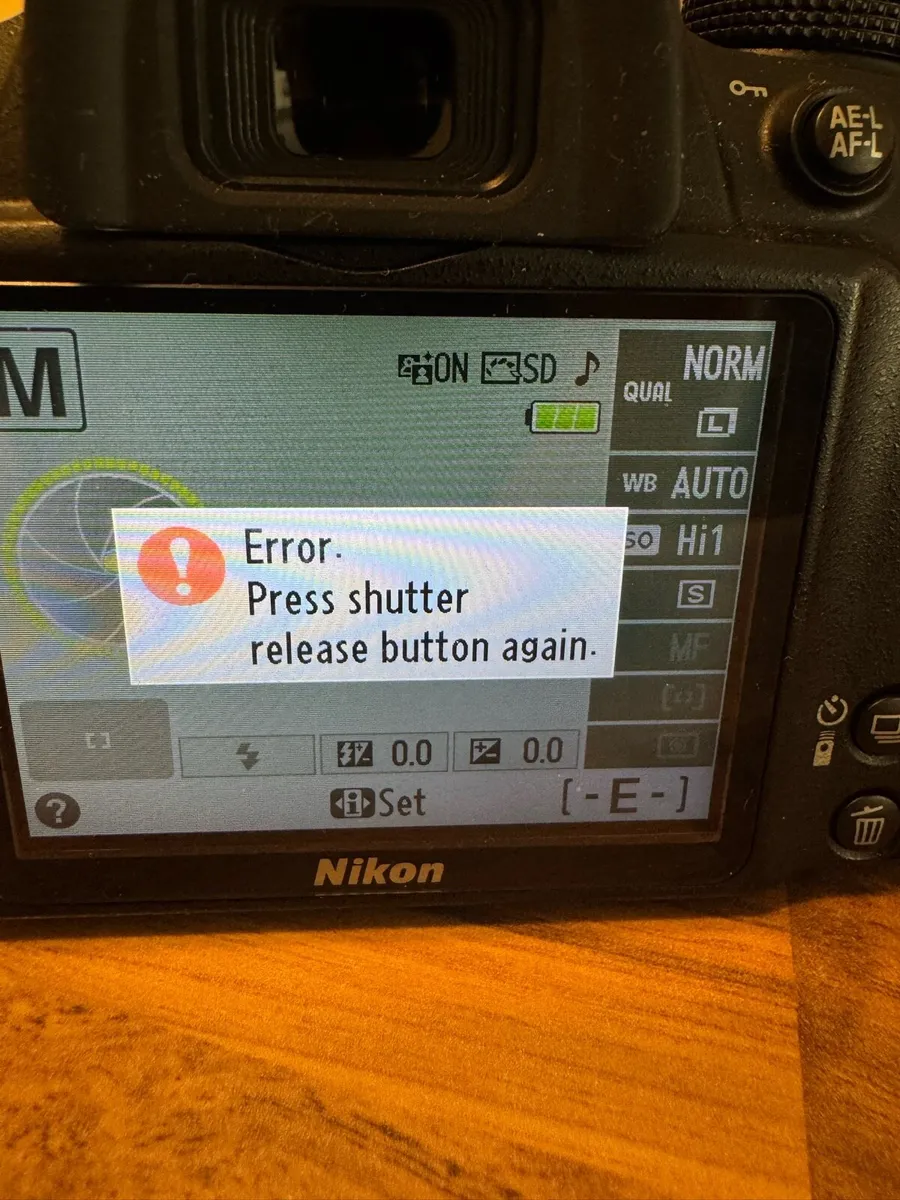 AE-L
AF-L
M
ON SD
NORM
QUAL
L
WB AUTO
Hi1
S
MF
Error.
Press shutter
release button again.
0.0
0.0
? i Set
[-E-]
Nikon